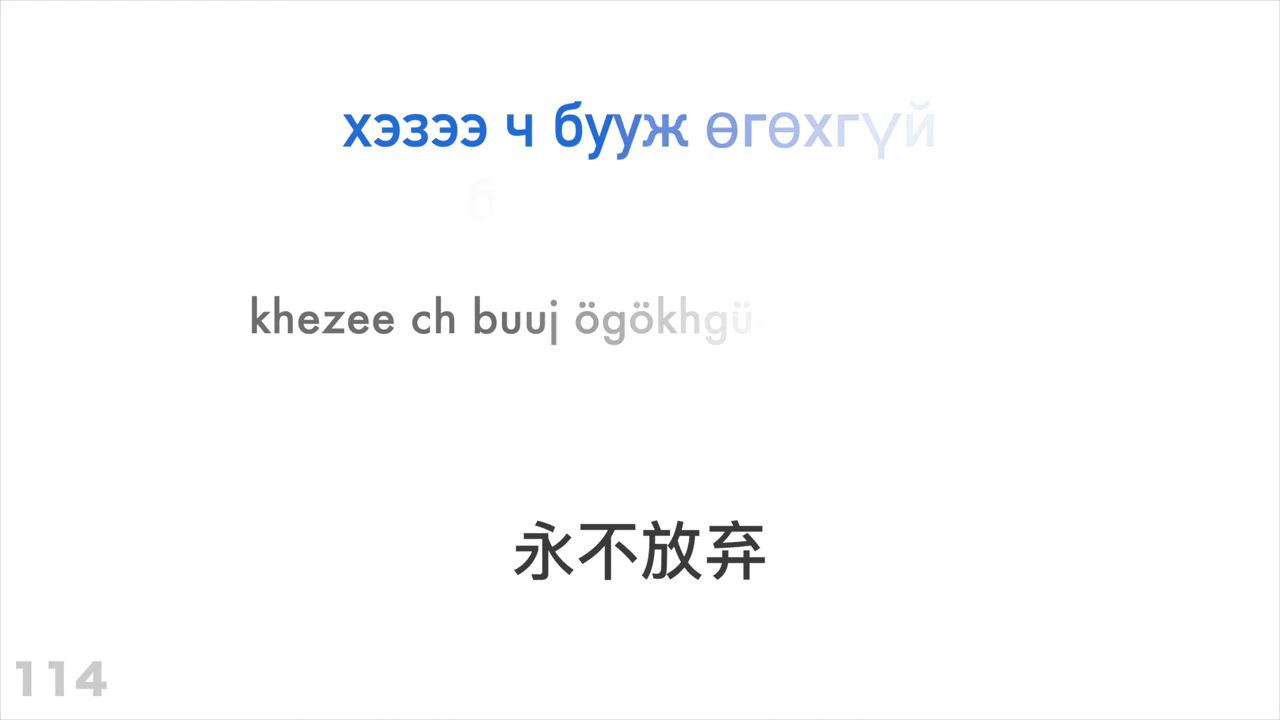 хэзээ ч бууж өгөхгүй
б
khezee ch buuj ögökhgü
永不放弃
114